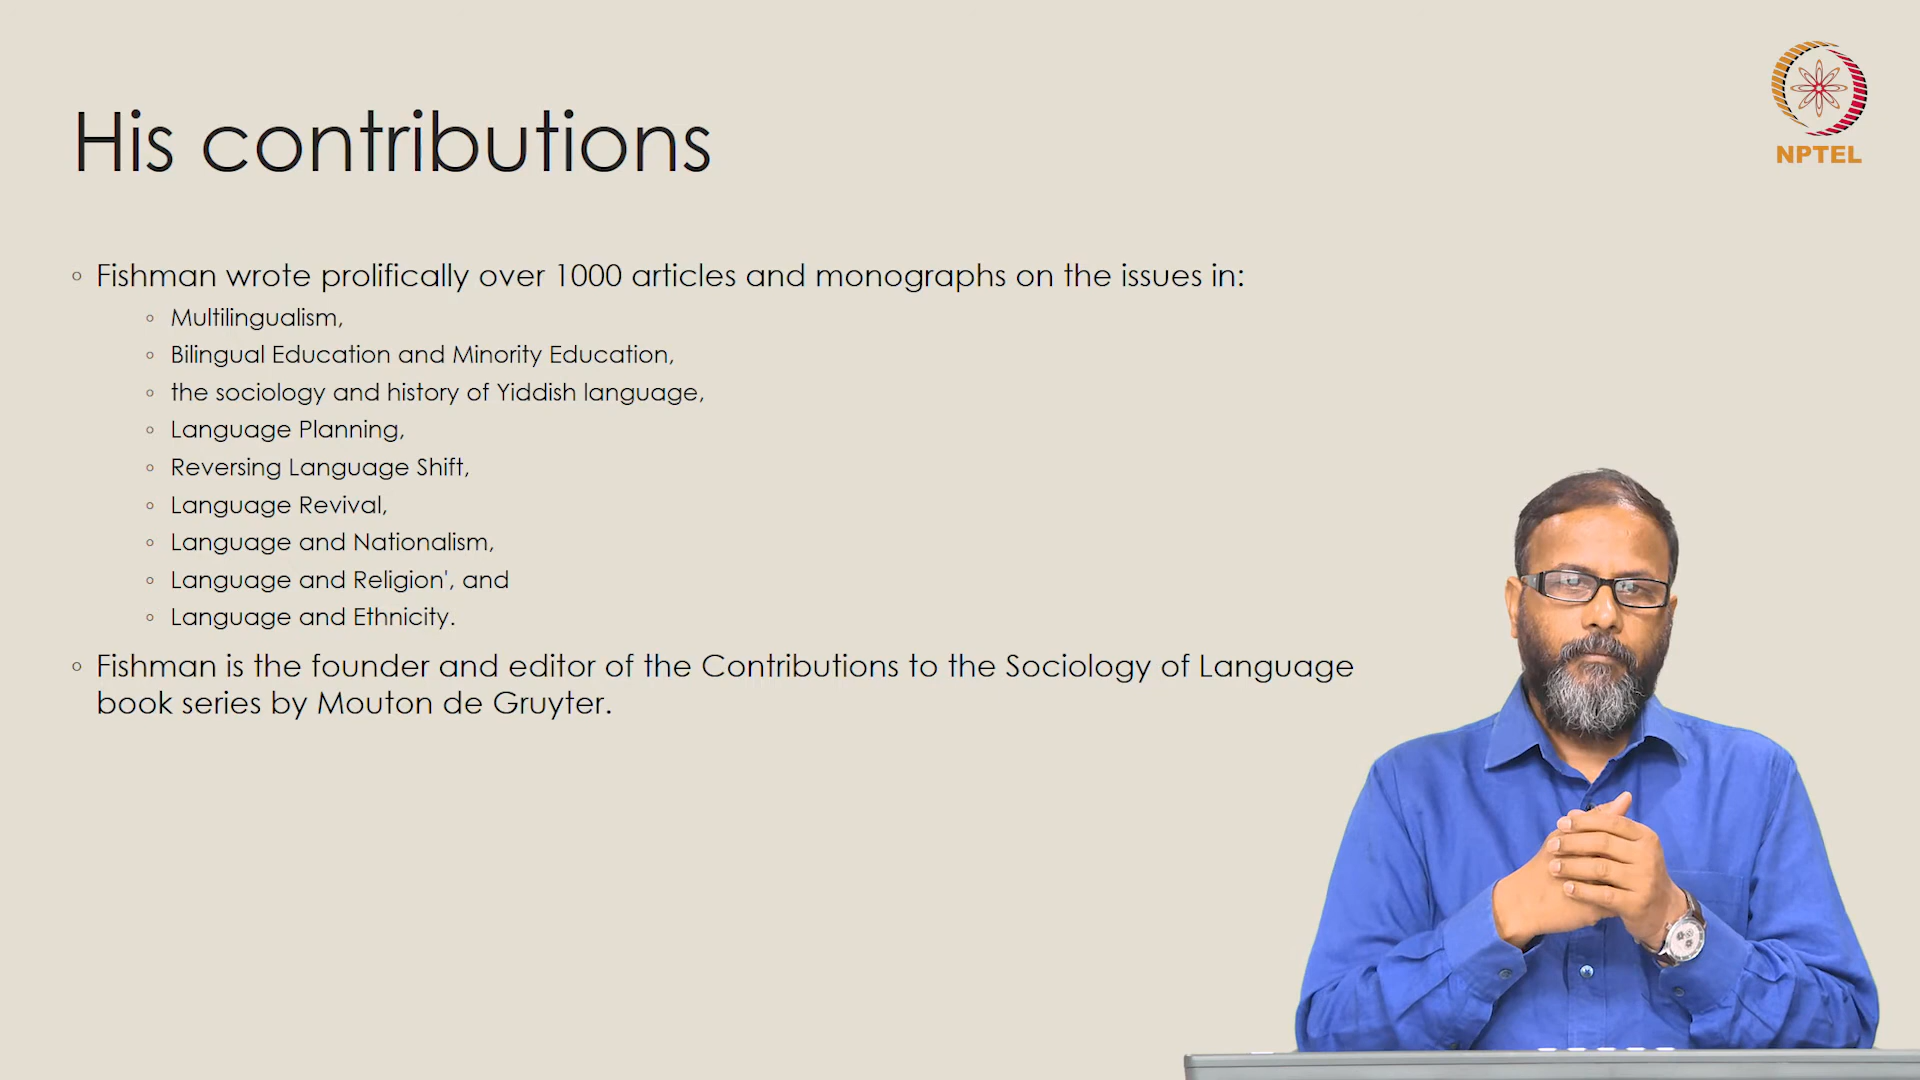 His contributions
NPTEL
◦ Fishman wrote prolifically over 1000 articles and monographs on the issues in:
◦ Multilingualism,
◦ Bilingual Education and Minority Education,
◦ the sociology and history of Yiddish language,
◦ Language Planning,
◦ Reversing Language Shift,
◦ Language Revival,
◦ Language and Nationalism,
◦ Language and Religion', and
◦ Language and Ethnicity.
◦ Fishman is the founder and editor of the Contributions to the Sociology of Language
book series by Mouton de Gruyter.